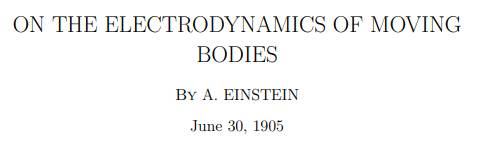 ON THE ELECTRODYNAMICS OF MOVING
BODIES
By A. EINSTEIN
June 30, 1905